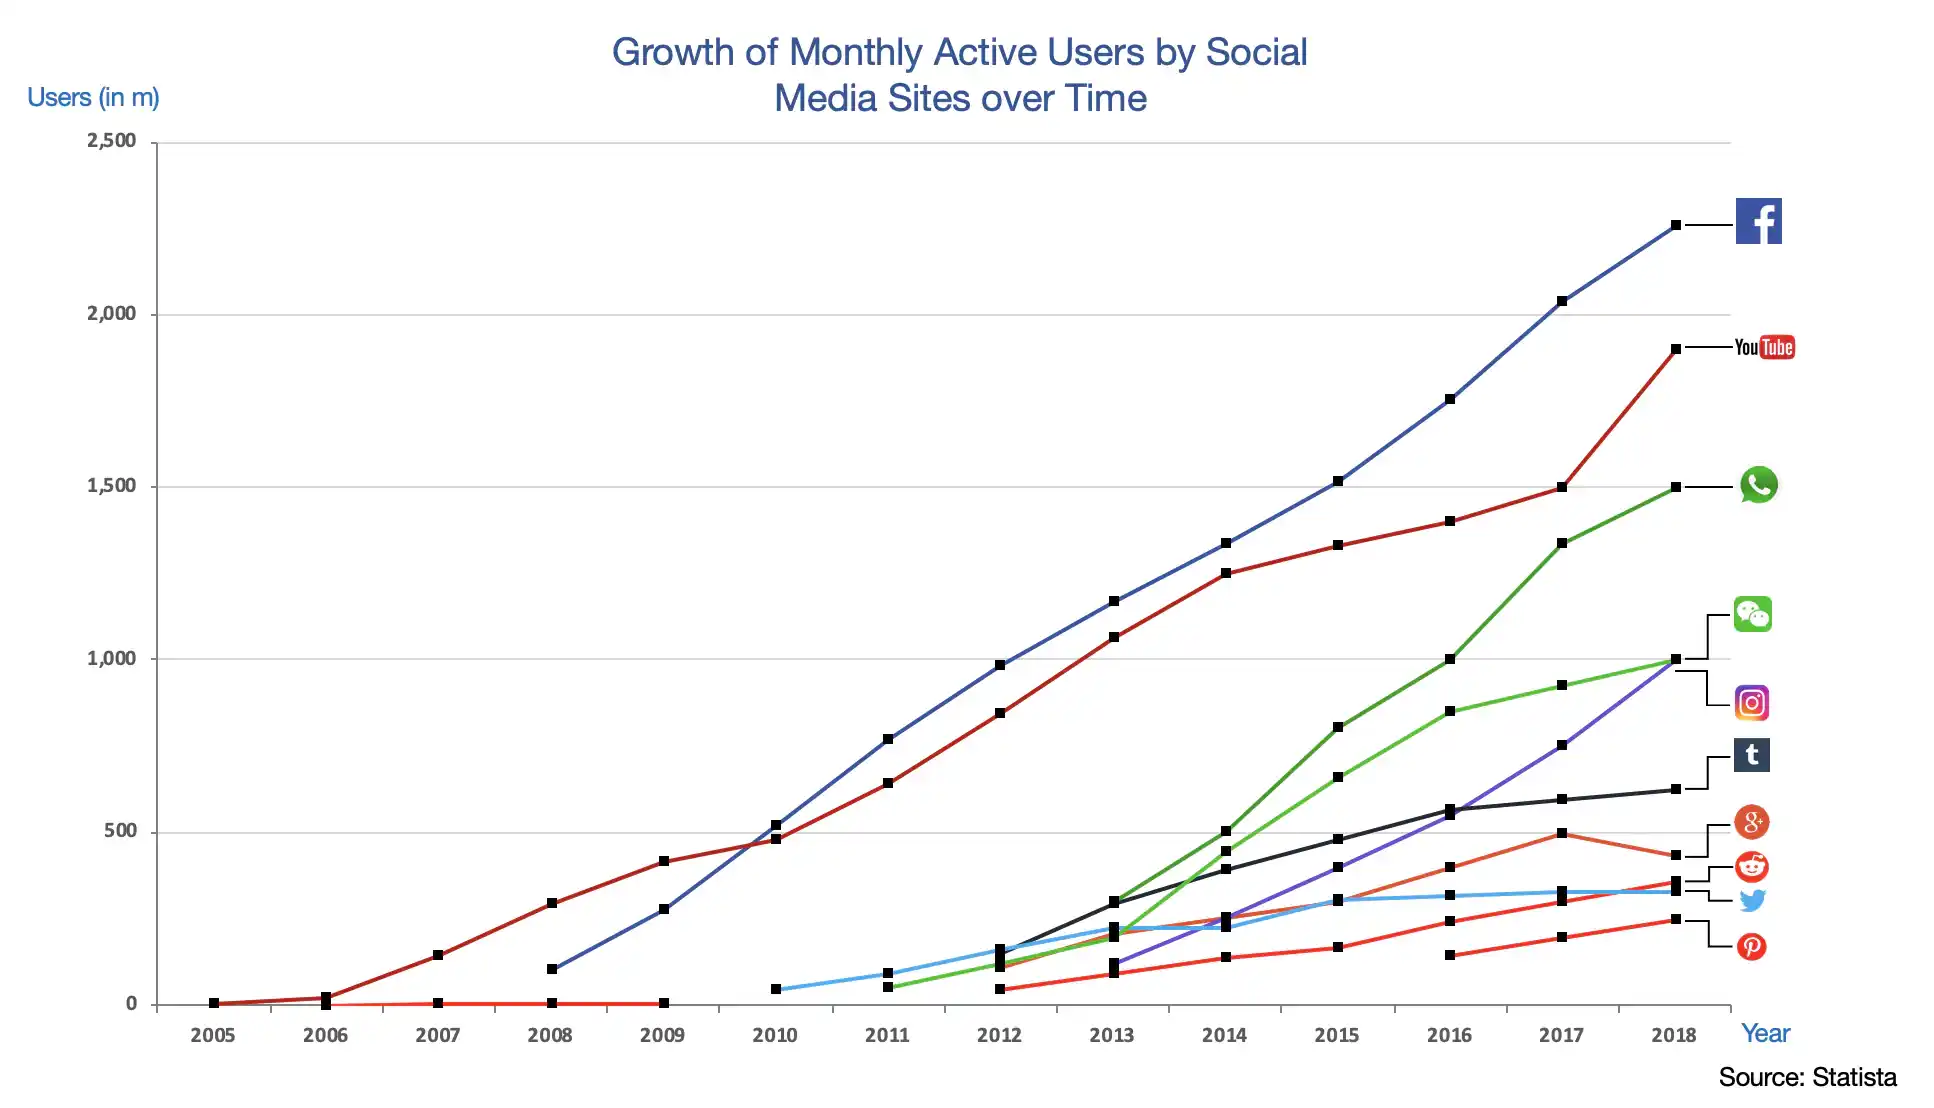 Growth of Monthly Active Users by Social
Media Sites over Time
Users (in m)
2,500
2,000
1,500
1,000
500
0
YouTube
t
g+
2005 2006 2007 2008 2009 2010 2011 2012 2013 2014 2015 2016 2017 2018 Year
Source: Statista